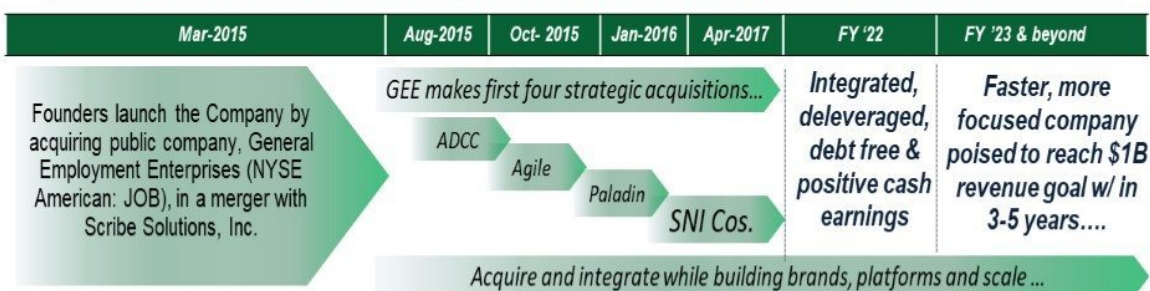 Mar-2015
Aug-2015
Oct- 2015
Jan-2016
Apr-2017
FY ‘22
FY ’23 & beyond
Founders launch the Company by
acquiring public company, General
Employment Enterprises (NYSE
American: JOB), in a merger with
Scribe Solutions, Inc.
GEE makes first four strategic acquisitions...
ADCC
Agile
Paladin
SNI Cos.
Integrated,
deleveraged,
debt free &
positive cash
earnings
Faster, more
focused company
poised to reach $1B
revenue goal w/ in
3-5 years....
Acquire and integrate while building brands, platforms and scale ...